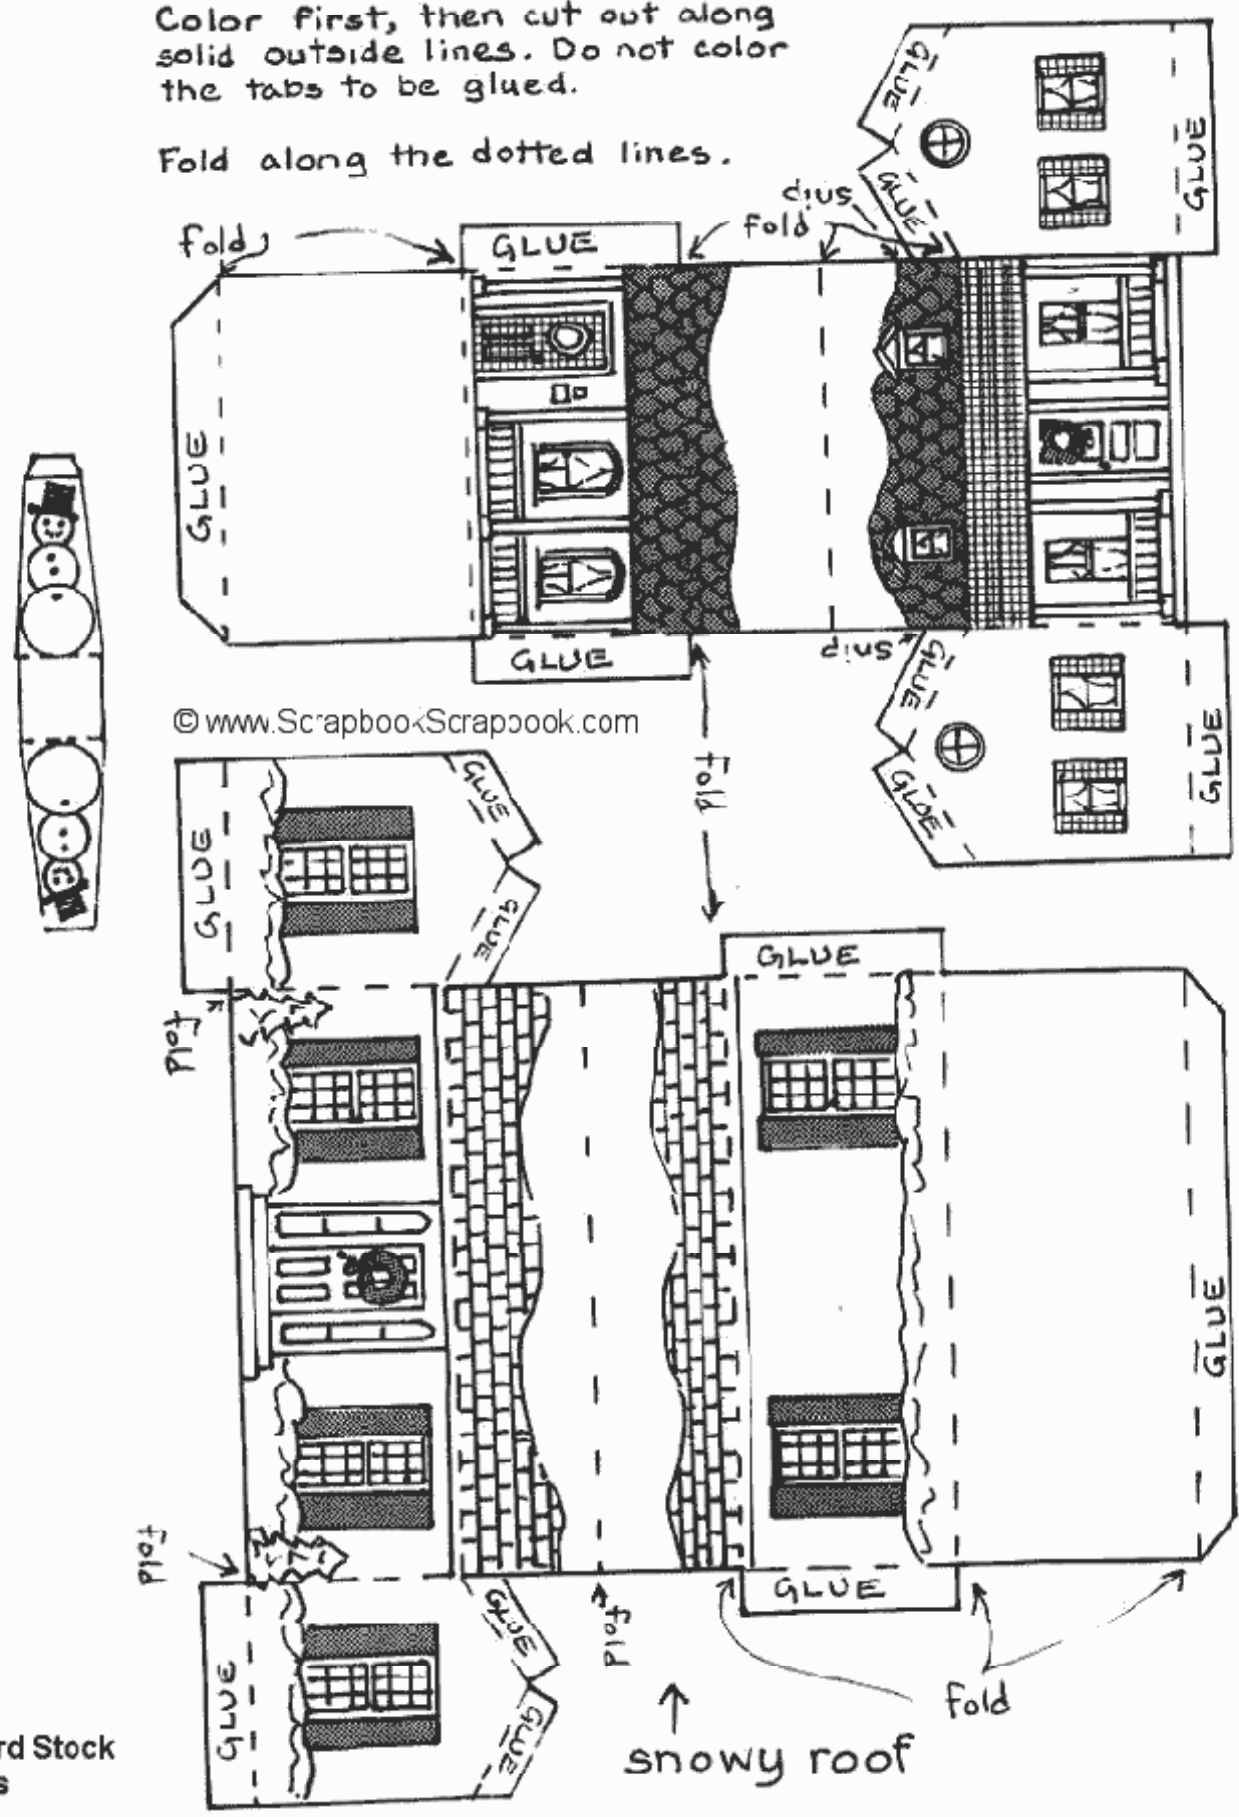 Color first, then cut out along
solid outside lines. Do not color
the tabs to be glued.
Fold along the dotted lines.
GLUE
GLUE
GLUE
snip
fold
fold
GLUE
GLUE
GLUE
snip
GLUE
GLUE
GLUE
© www.ScrapbookScrapbook.com
fold
GLUE
GLUE
GLUE
GLUE
fold
GLUE
fold
GLUE
GLUE
fold
GLUE
GLUE
GLUE
fold
snowy roof
rd Stock
s